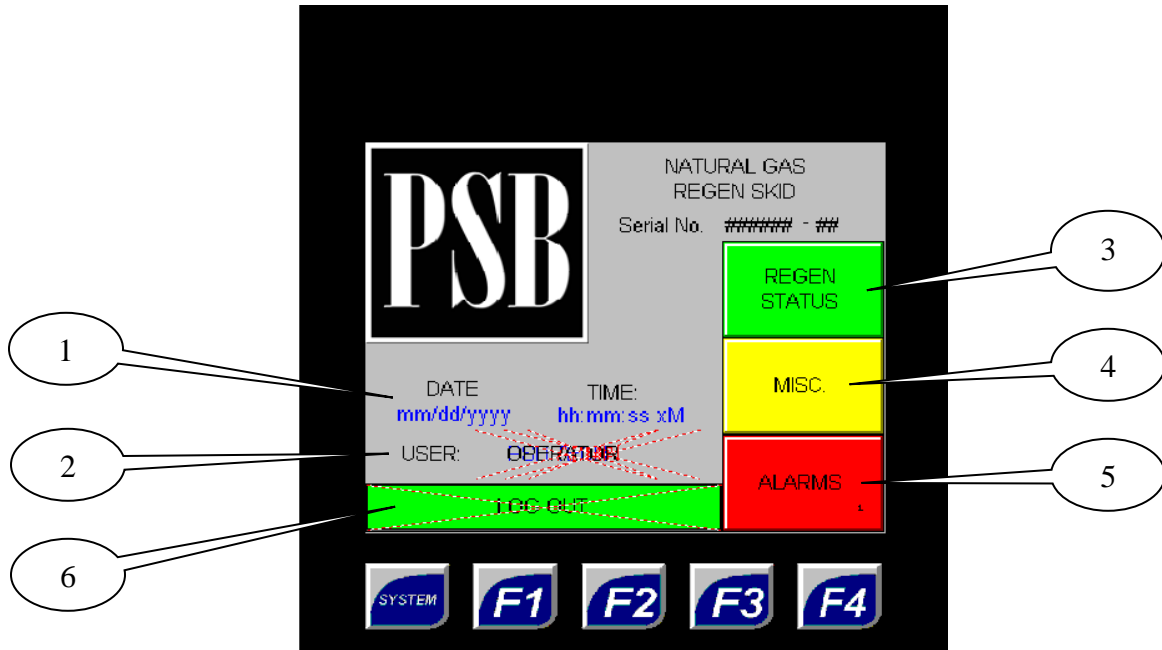 PSB
NATURAL GAS
REGEN SKID
Serial No. ###### - ##
REGEN
STATUS
3
MISC.
4
1
DATE
TIME:
mm/dd/yyyy
hh:mm:ss xM
2
USER:
ALARMS
1
5
LOG OUT
6
SYSTEM
F1
F2
F3
F4